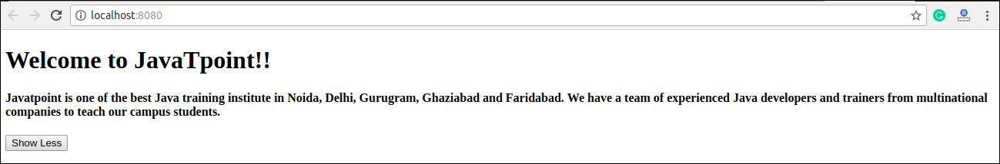 localhost:8080
Welcome to JavaTpoint!!
Javatpoint is one of the best Java training institute in Noida, Delhi, Gurugram, Ghaziabad and Faridabad. We have a team of experienced Java developers and trainers from multinational
companies to teach our campus students.
Show Less